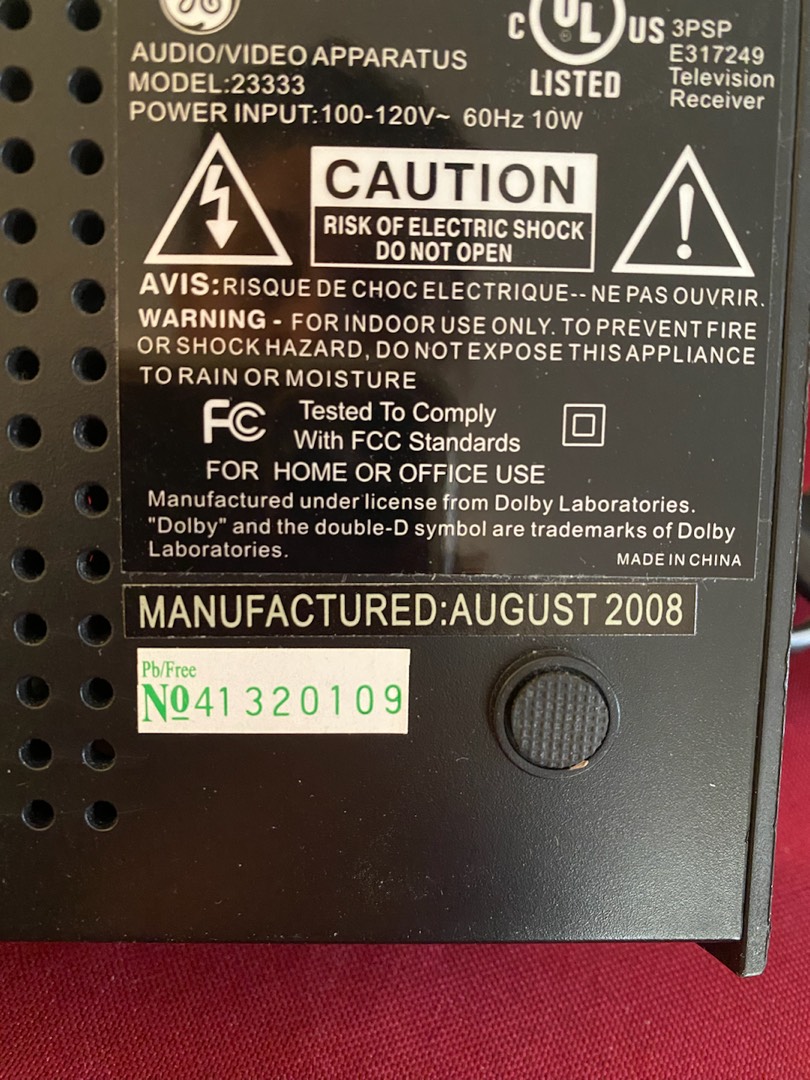 C UL US
LISTED
3PSP
E317249
Television
Receiver
AUDIO/VIDEO APPARATUS
MODEL:23333
POWER INPUT:100-120V~ 60Hz 10W
CAUTION
RISK OF ELECTRIC SHOCK
DO NOT OPEN
AVIS:RISQUE DE CHOC ELECTRIQUE-- NE PAS OUVRIR.
WARNING - FOR INDOOR USE ONLY. TO PREVENT FIRE
OR SHOCK HAZARD, DO NOT EXPOSE THIS APPLIANCE
TO RAIN OR MOISTURE
FC Tested To Comply
With FCC Standards
FOR HOME OR OFFICE USE
Manufactured under license from Dolby Laboratories.
"Dolby" and the double-D symbol are trademarks of Dolby
Laboratories.
MADE IN CHINA
MANUFACTURED:AUGUST 2008
Pb/Free
№41320109